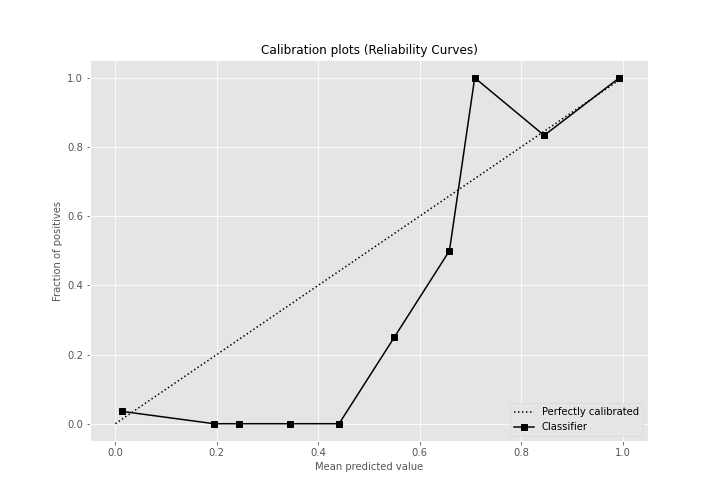 Calibration plots (Reliability Curves)
1.0
0.8
0.6
0.4
0.2
0.0
Fraction of positives
0.0 0.2 0.4 0.6 0.8 1.0
Mean predicted value
Perfectly calibrated
Classifier